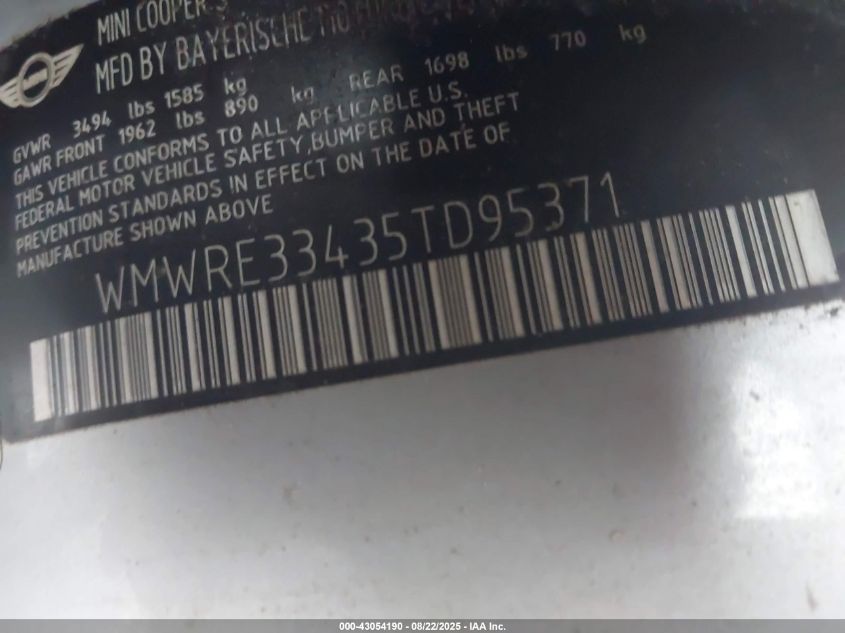 MINI COOPER S
MFD BY BAYERISCHE MO
GVWR 3494 lbs 1585 kg
GAWR FRONT 1962 lbs 890 kg REAR 1698 lbs 770 kg
THIS VEHICLE CONFORMS TO ALL APPLICABLE U.S.
FEDERAL MOTOR VEHICLE SAFETY, BUMPER AND THEFT
PREVENTION STANDARDS IN EFFECT ON THE DATE OF
MANUFACTURE SHOWN ABOVE
WMWRE33435TD95371
000-43054190 - 08/22/2025 - IAA Inc.